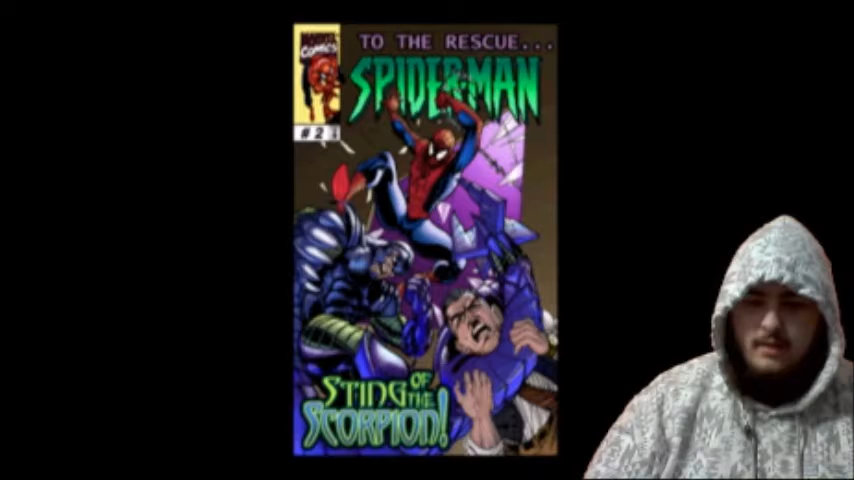 MARVEL
COMICS
TO THE RESCUE...
SPIDER-MAN
#2
STING
OF THE
SCORPION!